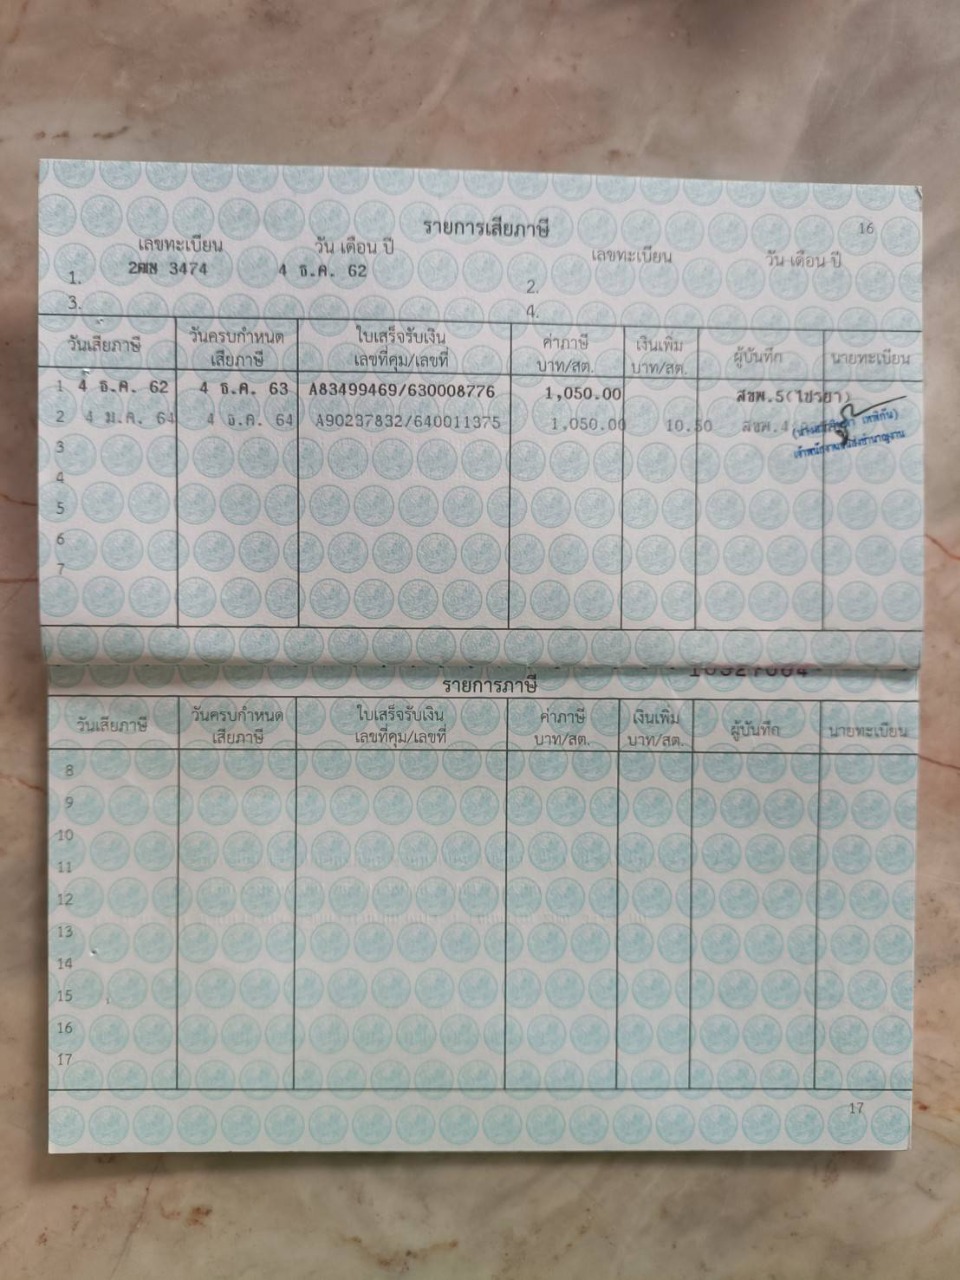 รายการเสียภาษี 16
เลขทะเบียน วัน เดือน ปี เลขทะเบียน วัน เดือน ปี
1. 3474 4 ธ.ค. 62 2.
3. 4.
วันเสียภาษี วันครบกำหนดเสียภาษี ใบเสร็จรับเงิน เลขที่คุม/เลขที่ ค่าภาษี บาท/สต. เงินเพิ่ม บาท/สต. ผู้บันทึก นายทะเบียน
1 4 ธ.ค. 62 4 ธ.ค. 63 A83499469/630008776 1,050.00 สขพ.5(ไชรยา)
2 4 ม.ค. 64 4 ธ.ค. 64 A90237832/640011375 1,050.00 10.50 สขพ.4
3
4
5
6
7
รายการภาษี
วันเสียภาษี วันครบกำหนดเสียภาษี ใบเสร็จรับเงิน เลขที่คุม/เลขที่ ค่าภาษี บาท/สต. เงินเพิ่ม บาท/สต. ผู้บันทึก นายทะเบียน
8
9
10
11
12
13
14
15
16
17
17